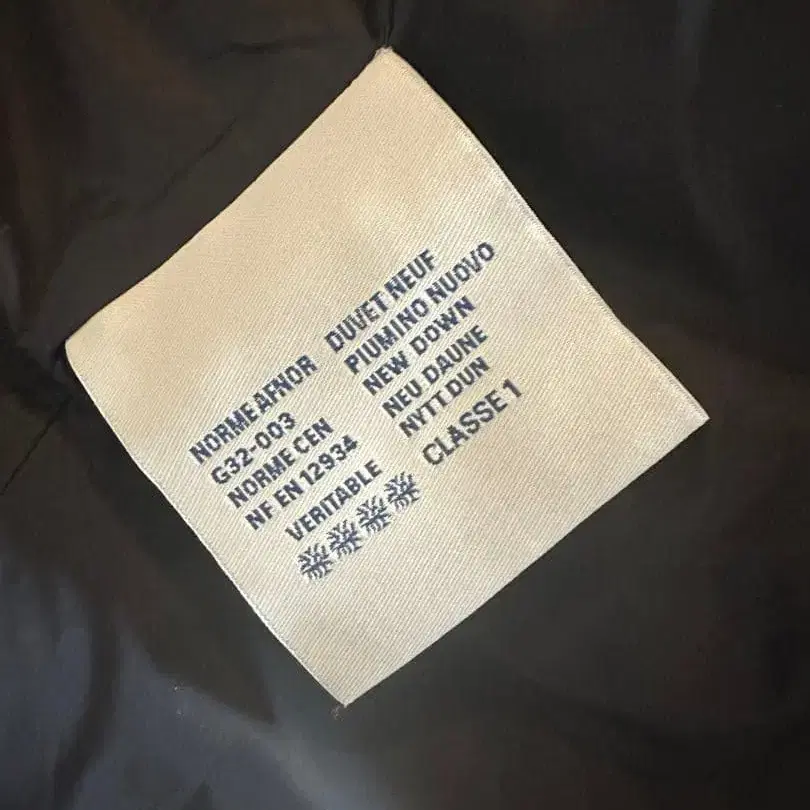 NORME AFNOR
G32-003
NORME CEN
NF EN 12934
VERITABLE
DUVET NEUF
PIUMINO NUOVO
NEW DOWN
NEU DAUNE
NYTT DUN
CLASSE 1